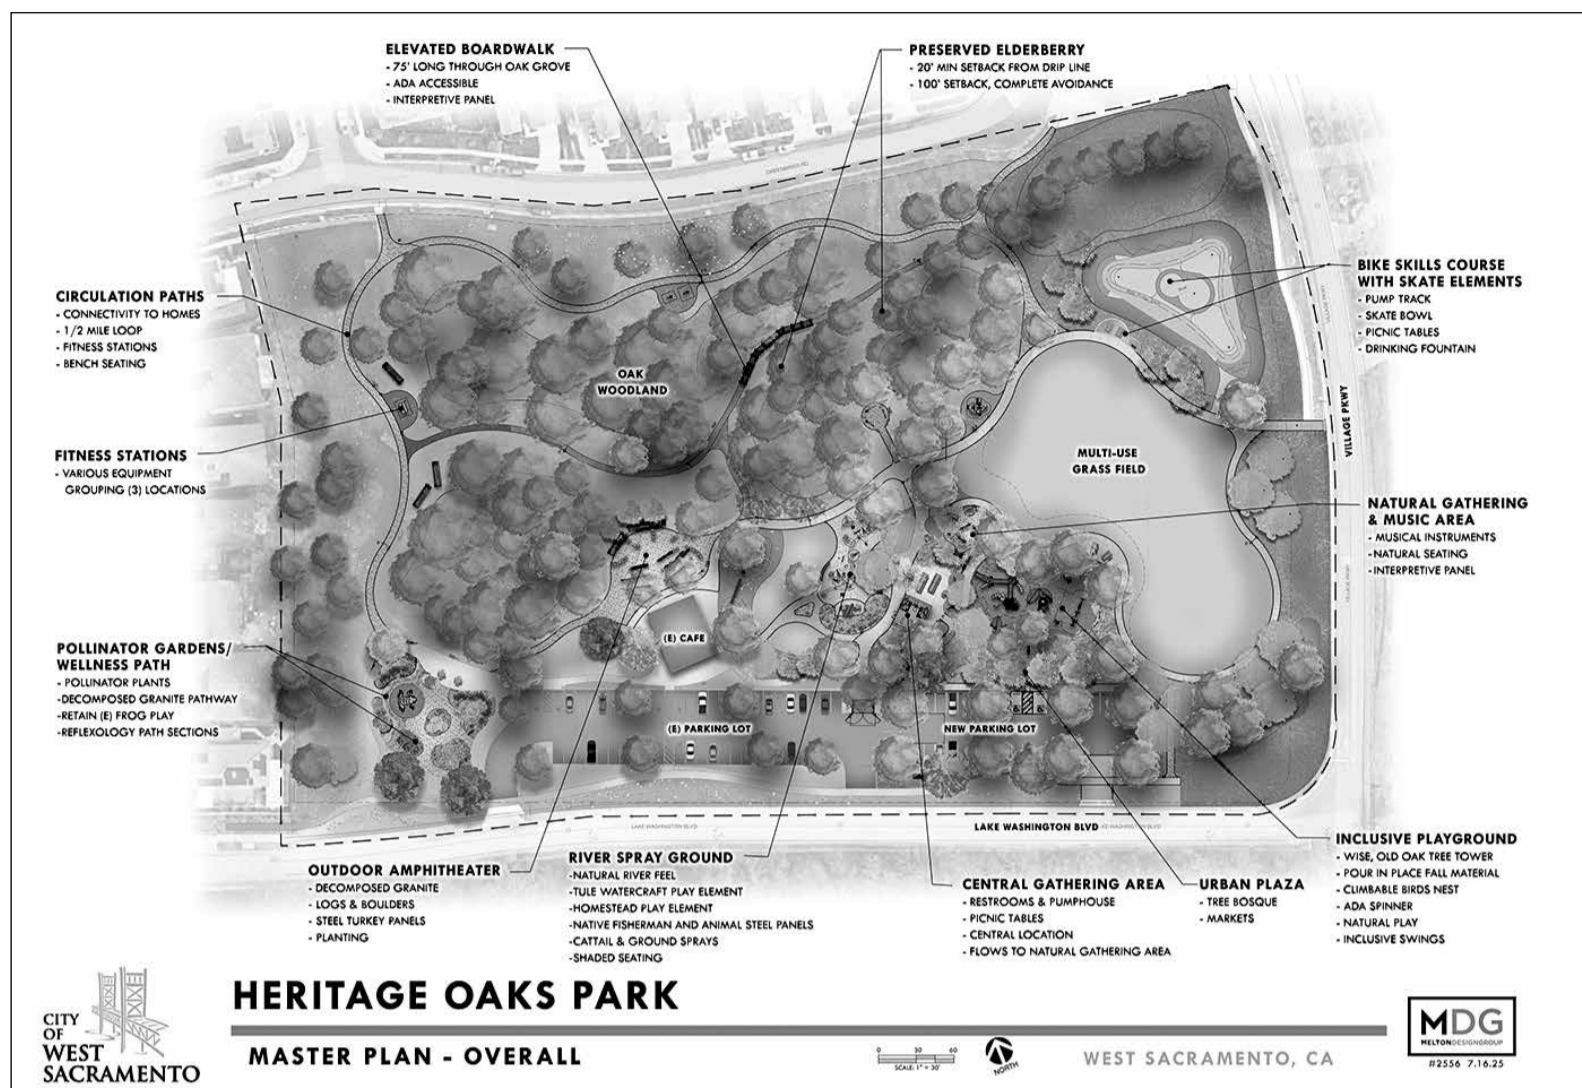 ELEVATED BOARDWALK
- 75' LONG THROUGH OAK GROVE
- ADA ACCESSIBLE
- INTERPRETIVE PANEL
PRESERVED ELDERBERRY
- 20' MIN SETBACK FROM DRIP LINE
- 100' SETBACK, COMPLETE AVOIDANCE
CIRCULATION PATHS
- CONNECTIVITY TO HOMES
- 1/2 MILE LOOP
- FITNESS STATIONS
- BENCH SEATING
BIKE SKILLS COURSE
WITH SKATE ELEMENTS
- PUMP TRACK
- SKATE BOWL
- PICNIC TABLES
- DRINKING FOUNTAIN
OAK
WOODLAND
VILLAGE PKWY
FITNESS STATIONS
- VARIOUS EQUIPMENT
GROUPING (3) LOCATIONS
MULTI-USE
GRASS FIELD
NATURAL GATHERING
& MUSIC AREA
- MUSICAL INSTRUMENTS
- NATURAL SEATING
- INTERPRETIVE PANEL
POLLINATOR GARDENS/
WELLNESS PATH
- POLLINATOR PLANTS
-DECOMPOSED GRANITE PATHWAY
-RETAIN (E) FROG PLAY
-REFLEXOLOGY PATH SECTIONS
(E) CAFE
(E) PARKING LOT
NEW PARKING LOT
LAKE WASHINGTON BLVD
LAKE WASHINGTON BLVD
OUTDOOR AMPHITHEATER
- DECOMPOSED GRANITE
- LOGS & BOULDERS
- STEEL TURKEY PANELS
- PLANTING
RIVER SPRAY GROUND
-NATURAL RIVER FEEL
-TULE WATERCRAFT PLAY ELEMENT
-HOMESTEAD PLAY ELEMENT
-NATIVE FISHERMAN AND ANIMAL STEEL PANELS
-CATTAIL & GROUND SPRAYS
-SHADED SEATING
CENTRAL GATHERING AREA
- RESTROOMS & PUMPHOUSE
- PICNIC TABLES
- CENTRAL LOCATION
- FLOWS TO NATURAL GATHERING AREA
URBAN PLAZA
- TREE BOSQUE
- MARKETS
INCLUSIVE PLAYGROUND
- WISE, OLD OAK TREE TOWER
- POUR IN PLACE FALL MATERIAL
- CLIMBABLE BIRDS NEST
- ADA SPINNER
- NATURAL PLAY
- INCLUSIVE SWINGS
CITY
OF
WEST
SACRAMENTO
HERITAGE OAKS PARK
MASTER PLAN - OVERALL
0 30 60
SCALE: 1" = 30'
NORTH
WEST SACRAMENTO, CA
MDG
MELTONDESIGNGROUP
#2556 7.16.25